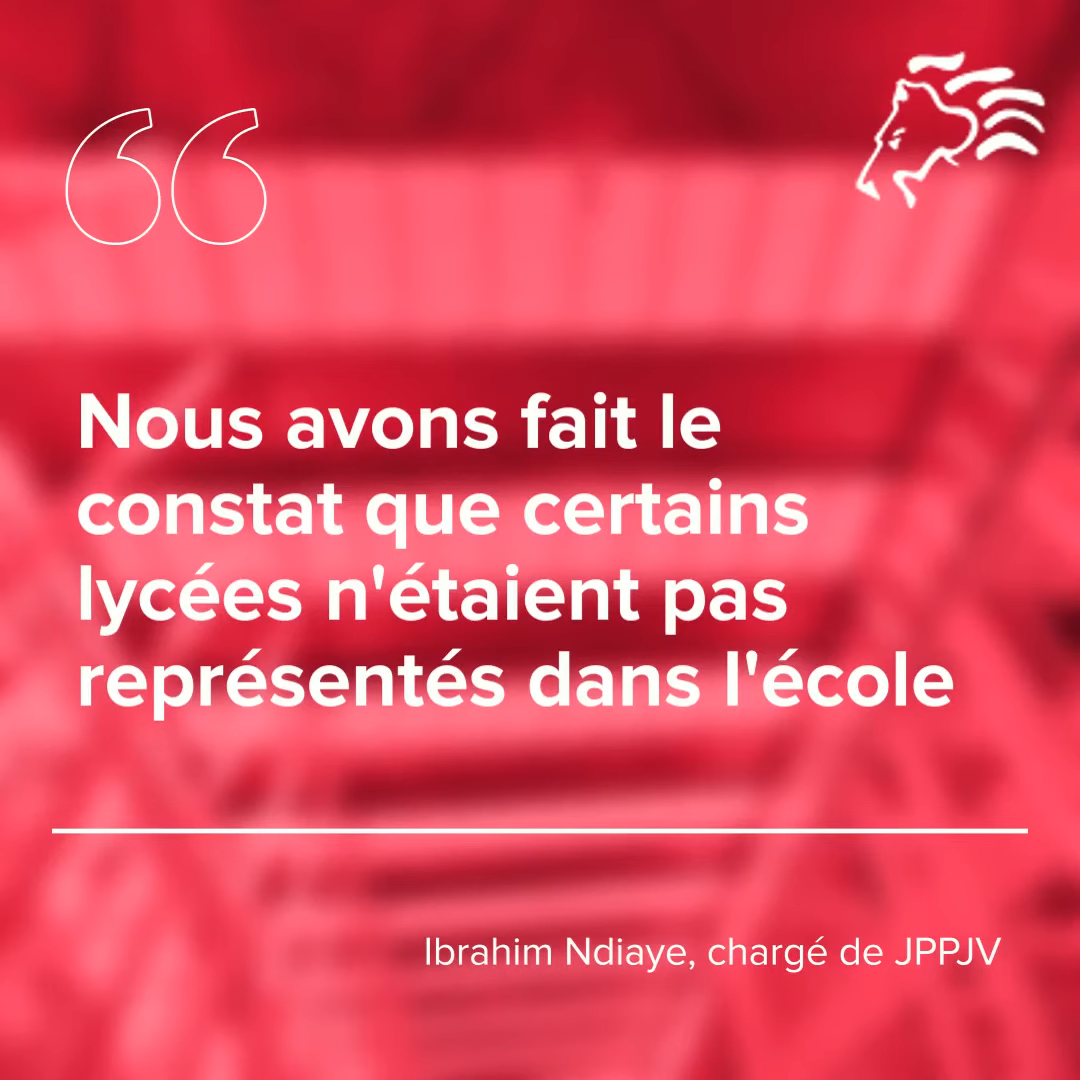 “
Nous avons fait le
constat que certains
lycées n'étaient pas
représentés dans l'école
Ibrahim Ndiaye, chargé de JPPJV